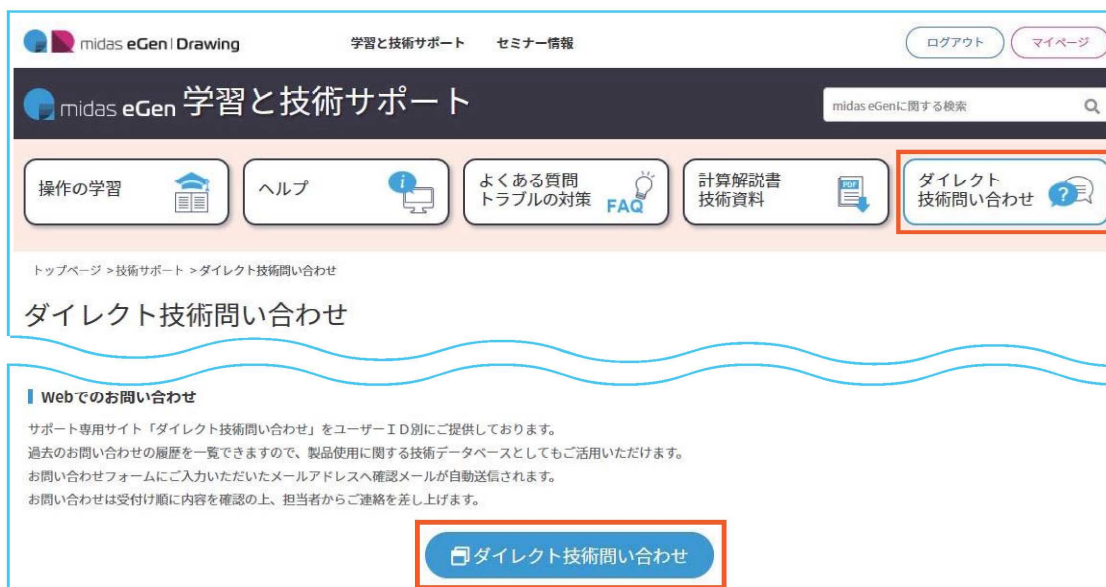 midas eGen | Drawing 学習と技術サポート セミナー情報 ログアウト マイページ
midas eGen 学習と技術サポート midas eGenに関する検索
操作の学習
ヘルプ
よくある質問
トラブルの対策 FAQ
計算解説書
技術資料 PDF
ダイレクト
技術問い合わせ
トップページ >技術サポート >ダイレクト技術問い合わせ
ダイレクト技術問い合わせ
Webでのお問い合わせ
サポート専用サイト「ダイレクト技術問い合わせ」をユーザーＩＤ別にご提供しております。
過去のお問い合わせの履歴を一覧できますので、製品使用に関する技術データベースとしてもご活用いただけます。
お問い合わせフォームにご入力いただいたメールアドレスへ確認メールが自動送信されます。
お問い合わせは受付け順に内容を確認の上、担当者からご連絡を差し上げます。
ダイレクト技術問い合わせ